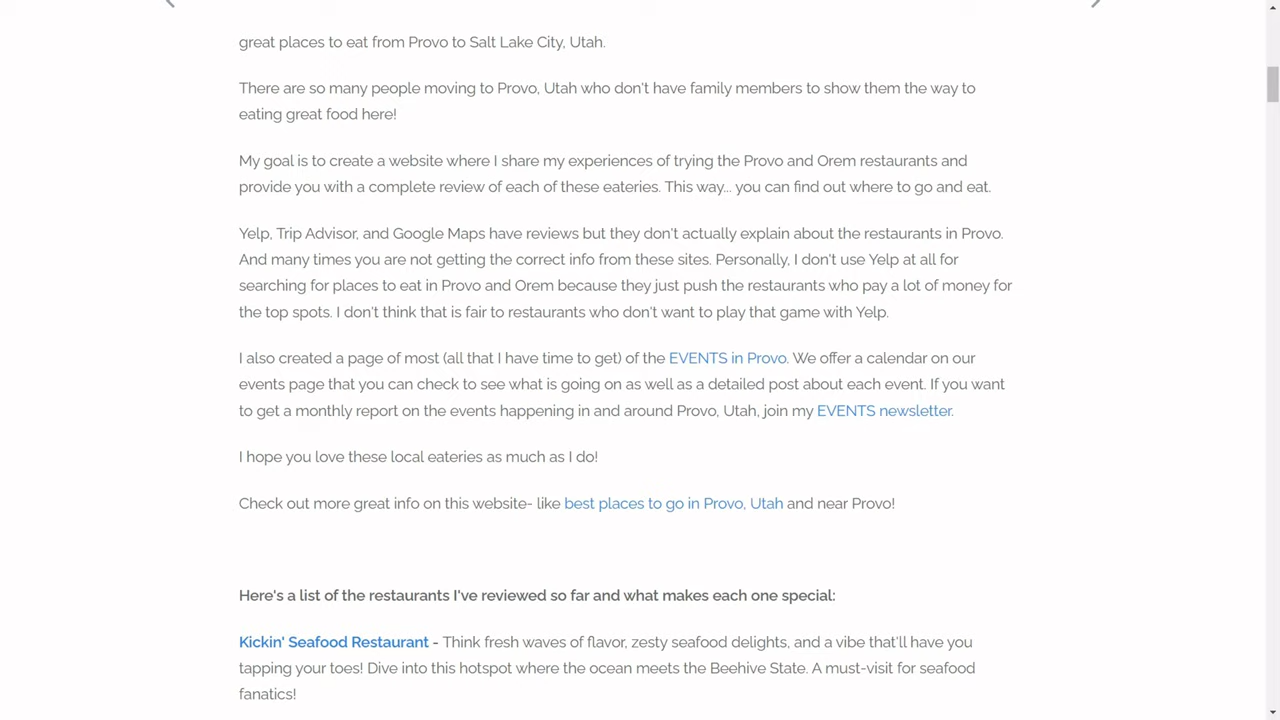 great places to eat from Provo to Salt Lake City, Utah.
There are so many people moving to Provo, Utah who don't have family members to show them the way to
eating great food here!
My goal is to create a website where I share my experiences of trying the Provo and Orem restaurants and
provide you with a complete review of each of these eateries. This way... you can find out where to go and eat.
Yelp, Trip Advisor, and Google Maps have reviews but they don't actually explain about the restaurants in Provo.
And many times you are not getting the correct info from these sites. Personally, I don't use Yelp at all for
searching for places to eat in Provo and Orem because they just push the restaurants who pay a lot of money for
the top spots. I don't think that is fair to restaurants who don't want to play that game with Yelp.
I also created a page of most (all that I have time to get) of the EVENTS in Provo. We offer a calendar on our
events page that you can check to see what is going on as well as a detailed post about each event. If you want
to get a monthly report on the events happening in and around Provo, Utah, join my EVENTS newsletter.
I hope you love these local eateries as much as I do!
Check out more great info on this website- like best places to go in Provo, Utah and near Provo!
Here's a list of the restaurants I've reviewed so far and what makes each one special:
Kickin' Seafood Restaurant - Think fresh waves of flavor, zesty seafood delights, and a vibe that'll have you
tapping your toes! Dive into this hotspot where the ocean meets the Beehive State. A must-visit for seafood
fanatics!